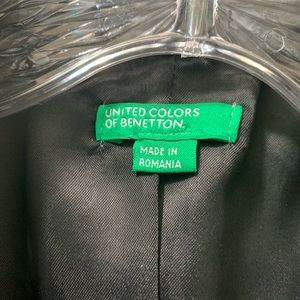 UNITED COLORS
OF BENETTON.
MADE IN
ROMANIA